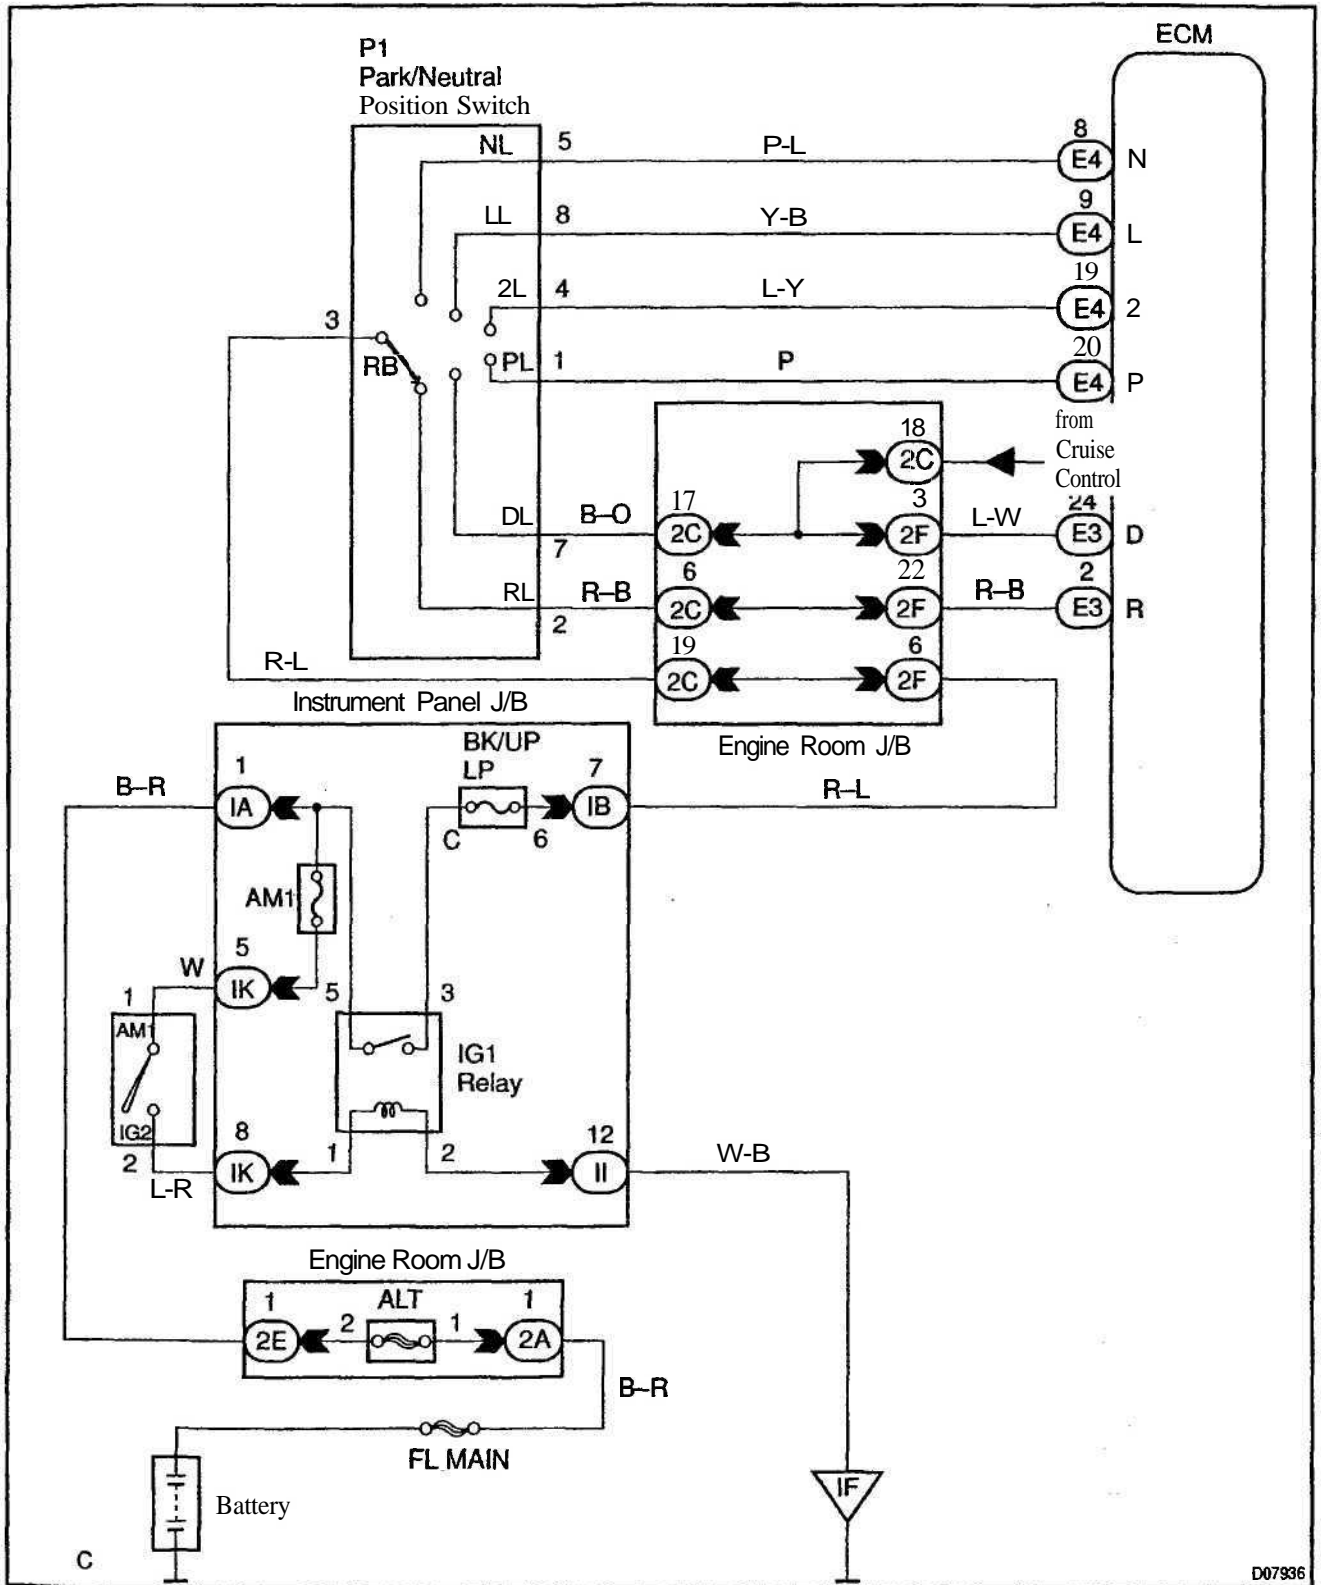 ECM
P1
Park/Neutral
Position Switch
NL 5 P-L 8 E4 N
LL 8 Y-B 9 E4 L
2L 4 L-Y 19 E4 2
3 RB PL 1 P 20 E4 P
from
Cruise
Control
18 2C
DL 7 B-O 17 2C 3 2F L-W 24 E3 D
RL 2 R-B 6 2C 22 2F R-B 2 E3 R
R-L 19 2C 6 2F
Engine Room J/B
Instrument Panel J/B
BK/UP
LP
B-R 1 IA C 6 7 IB R-L
AM1
W 5 IK 5 3
1 AM1
IG1
Relay
IG2
2 L-R 8 IK 1 2 12 II W-B
Engine Room J/B
1 ALT 1
2E 2 1 2A
B-R
FL MAIN
Battery
IF
C
D07936